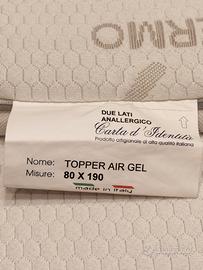 ERMO
DUE LATI
ANALLERGICO
Carta d'Identità
Prodotto artigianale di alta qualità italiana
Nome: TOPPER AIR GEL
Misure: 80 X 190
made in italy